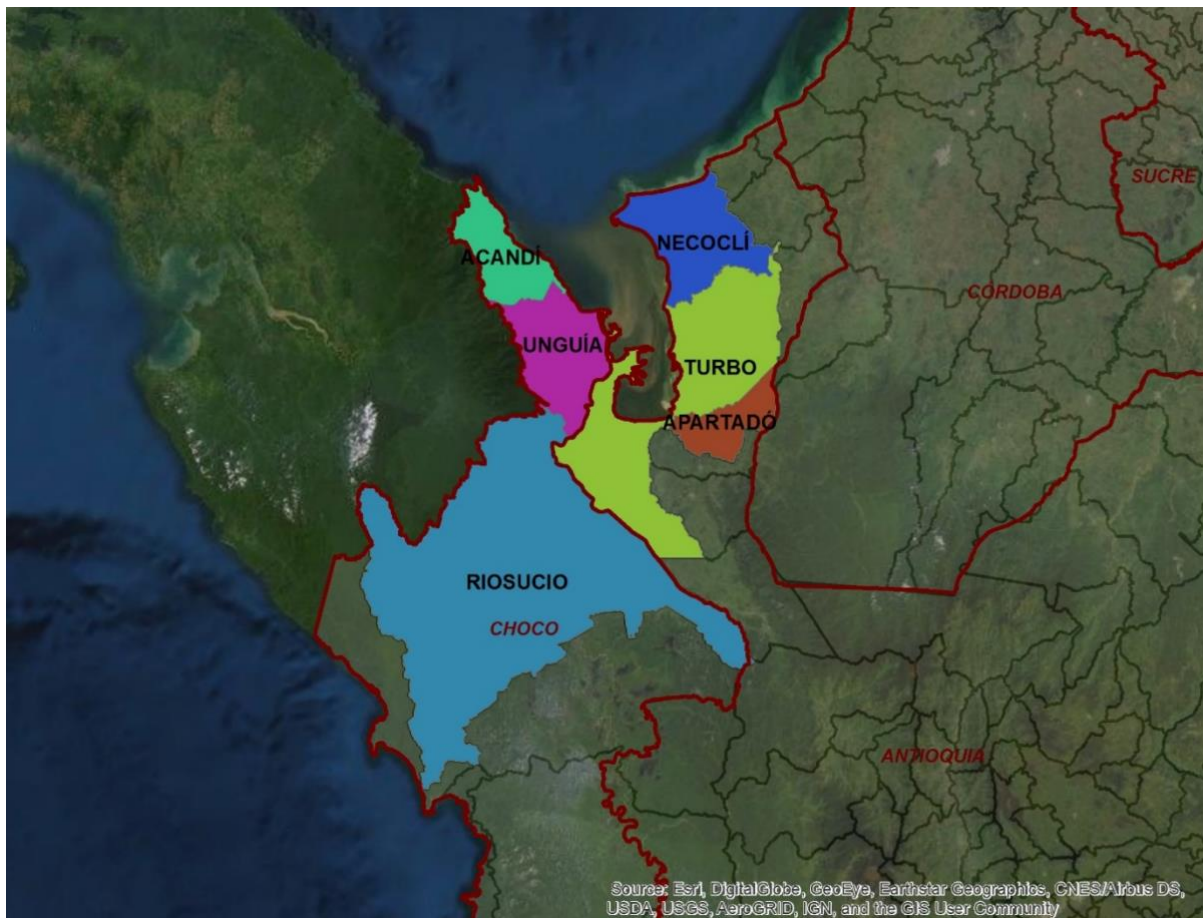 SUCRE
NECOCLÍ
ACANDÍ
CÓRDOBA
UNGUÍA
TURBO
APARTADÓ
RIOSUCIO
CHOCO
ANTIOQUIA
Source: Esri, DigitalGlobe, GeoEye, Earthstar Geographics, CNES/Airbus DS,
USDA, USGS, AeroGRID, IGN, and the GIS User Community